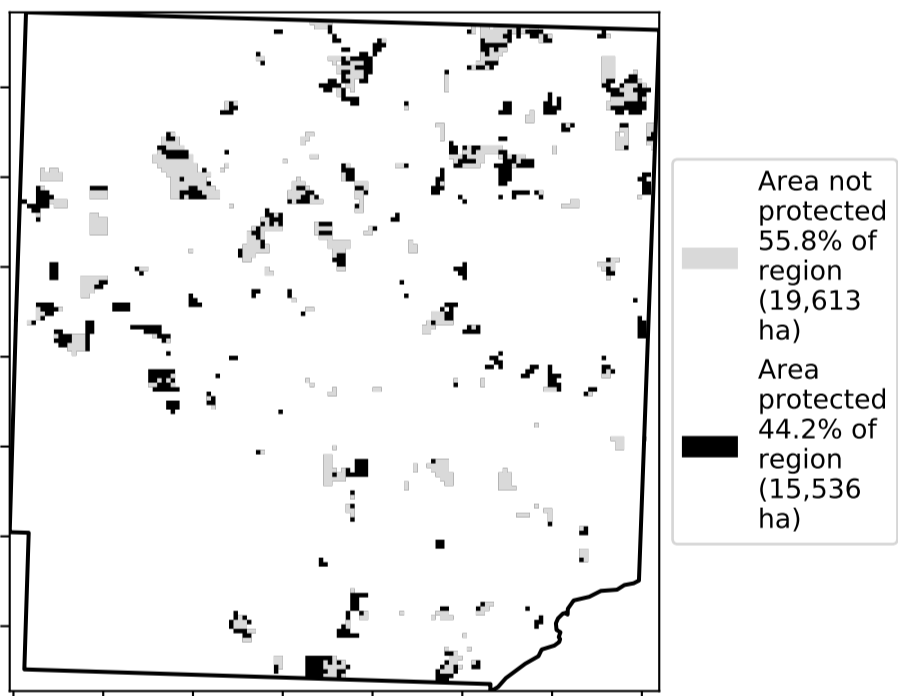 Area not
protected
55.8% of
region
(19,613
ha)
Area
protected
44.2% of
region
(15,536
ha)